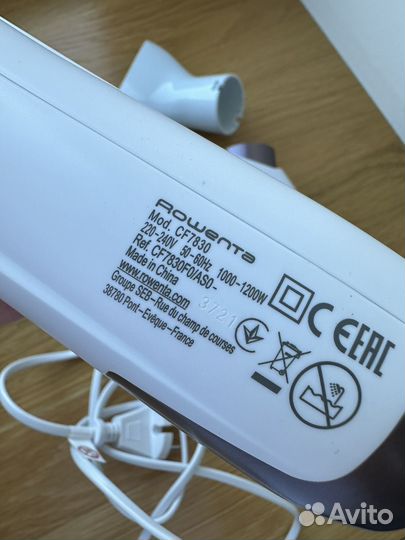 Rowenta
Mod. CF7830
220-240V 50-60Hz 1000-1200W
Ref. CF7830F0/AS0-
Made in China 3721
www.rowenta.com
Groupe SEB-Rue du champ de courses
38780 Pont-Evêque-France
CE EAC
Avito